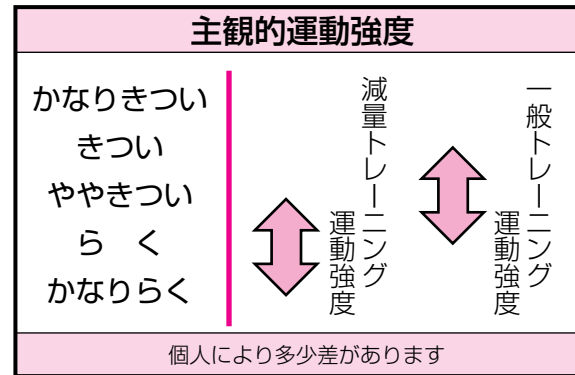 主観的運動強度
かなりきつい
きつい
ややきつい
らく
かなりらく
減量トレーニング
運動強度
一般トレーニング
運動強度
個人により多少差があります